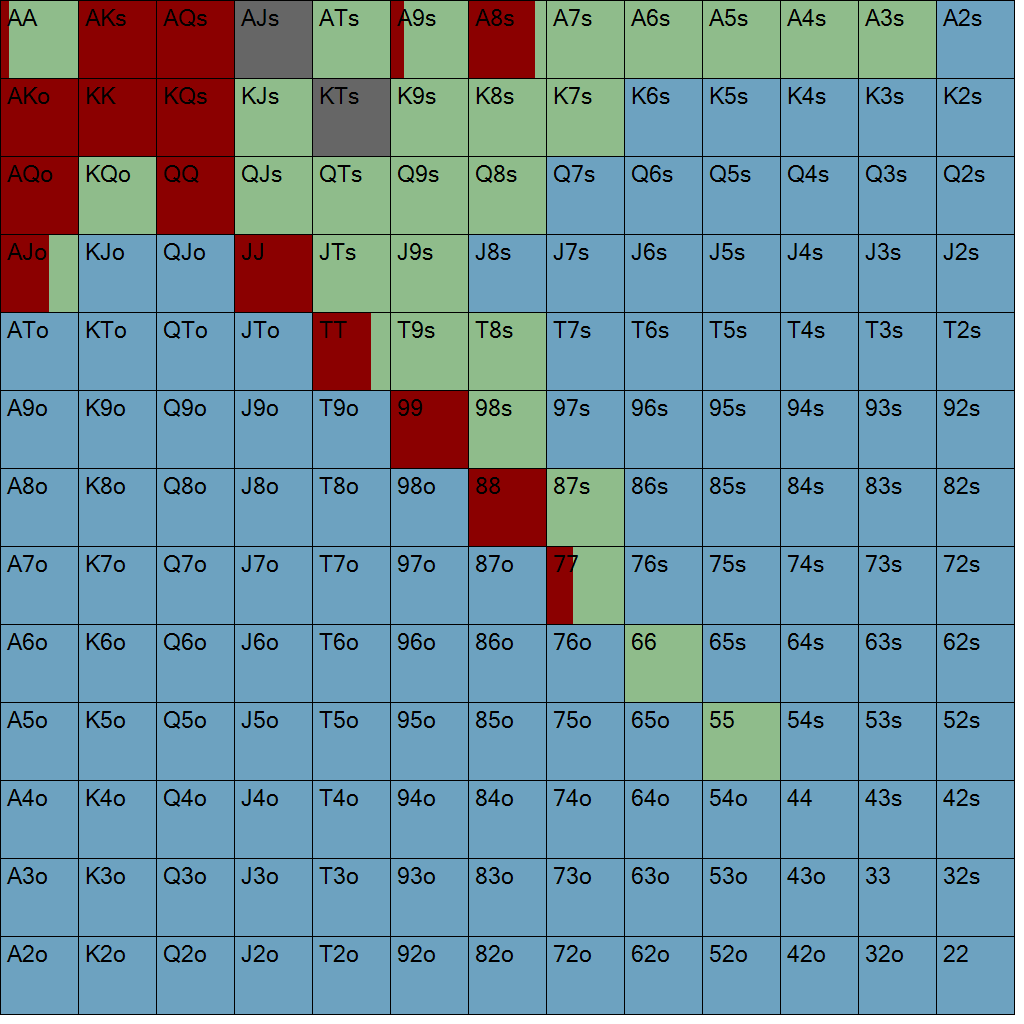 AA AKs AQs AJs ATs A9s A8s A7s A6s A5s A4s A3s A2s
AKo KK KQs KJs KTs K9s K8s K7s K6s K5s K4s K3s K2s
AQo KQo QQ QJs QTs Q9s Q8s Q7s Q6s Q5s Q4s Q3s Q2s
AJo KJo QJo JJ JTs J9s J8s J7s J6s J5s J4s J3s J2s
ATo KTo QTo JTo TT T9s T8s T7s T6s T5s T4s T3s T2s
A9o K9o Q9o J9o T9o 99 98s 97s 96s 95s 94s 93s 92s
A8o K8o Q8o J8o T8o 98o 88 87s 86s 85s 84s 83s 82s
A7o K7o Q7o J7o T7o 97o 87o 77 76s 75s 74s 73s 72s
A6o K6o Q6o J6o T6o 96o 86o 76o 66 65s 64s 63s 62s
A5o K5o Q5o J5o T5o 95o 85o 75o 65o 55 54s 53s 52s
A4o K4o Q4o J4o T4o 94o 84o 74o 64o 54o 44 43s 42s
A3o K3o Q3o J3o T3o 93o 83o 73o 63o 53o 43o 33 32s
A2o K2o Q2o J2o T2o 92o 82o 72o 62o 52o 42o 32o 22